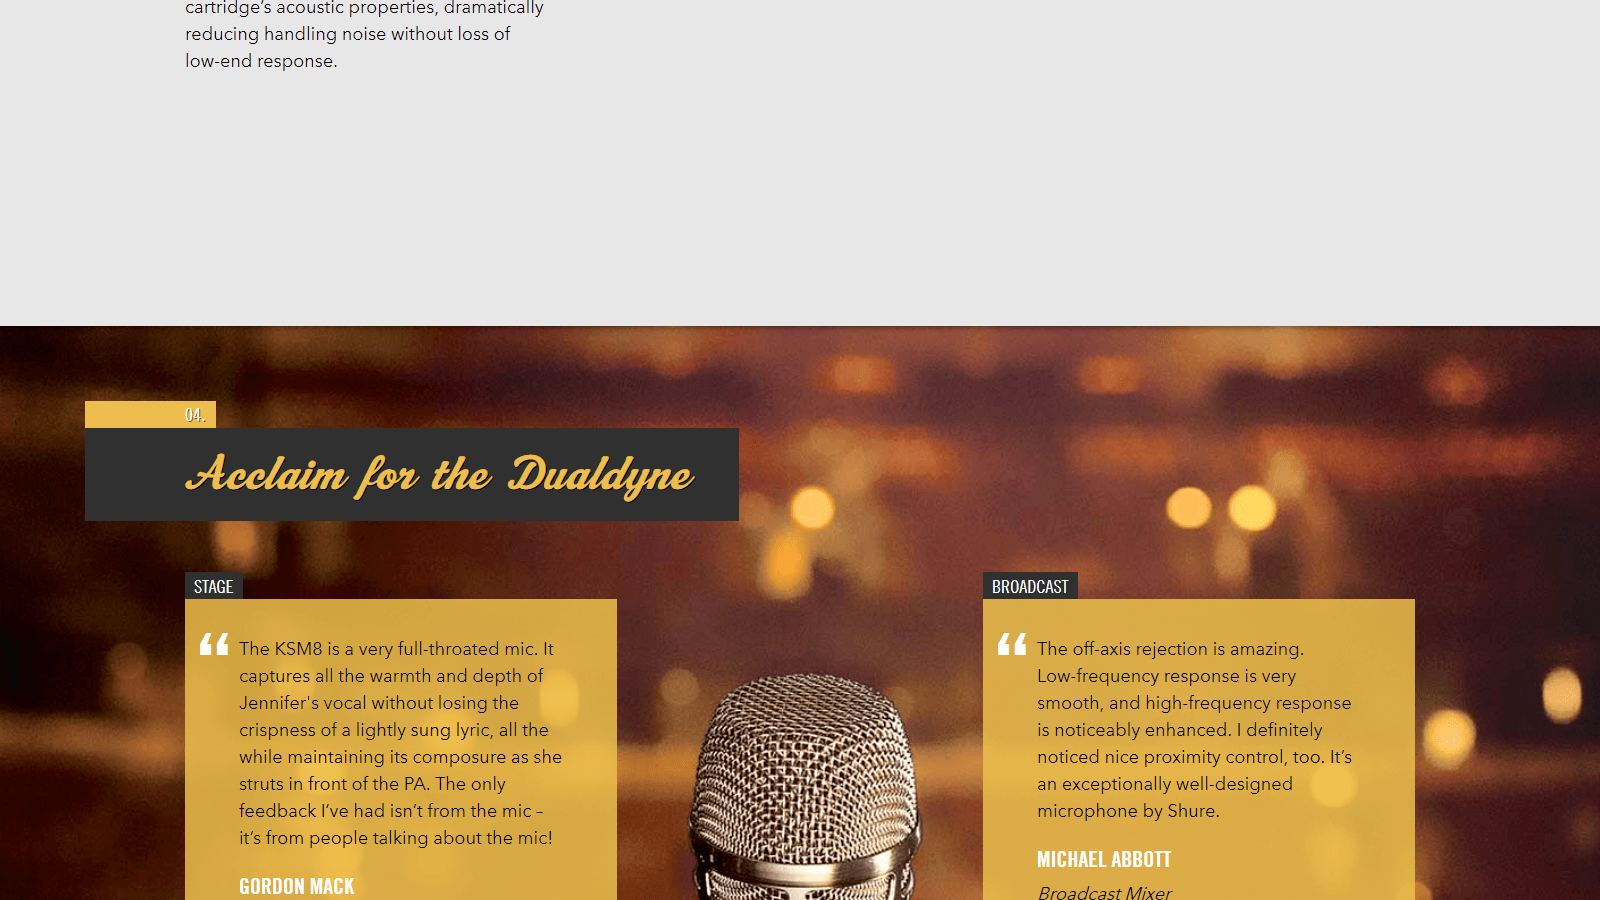 cartridge's acoustic properties, dramatically
reducing handling noise without loss of
low-end response.
04.
Acclaim for the Dualdyne
STAGE
“
The KSM8 is a very full-throated mic. It
captures all the warmth and depth of
Jennifer's vocal without losing the
crispness of a lightly sung lyric, all the
while maintaining its composure as she
struts in front of the PA. The only
feedback I’ve had isn’t from the mic –
it’s from people talking about the mic!
GORDON MACK
BROADCAST
“
The off-axis rejection is amazing.
Low-frequency response is very
smooth, and high-frequency response
is noticeably enhanced. I definitely
noticed nice proximity control, too. It’s
an exceptionally well-designed
microphone by Shure.
MICHAEL ABBOTT
Broadcast Mixer